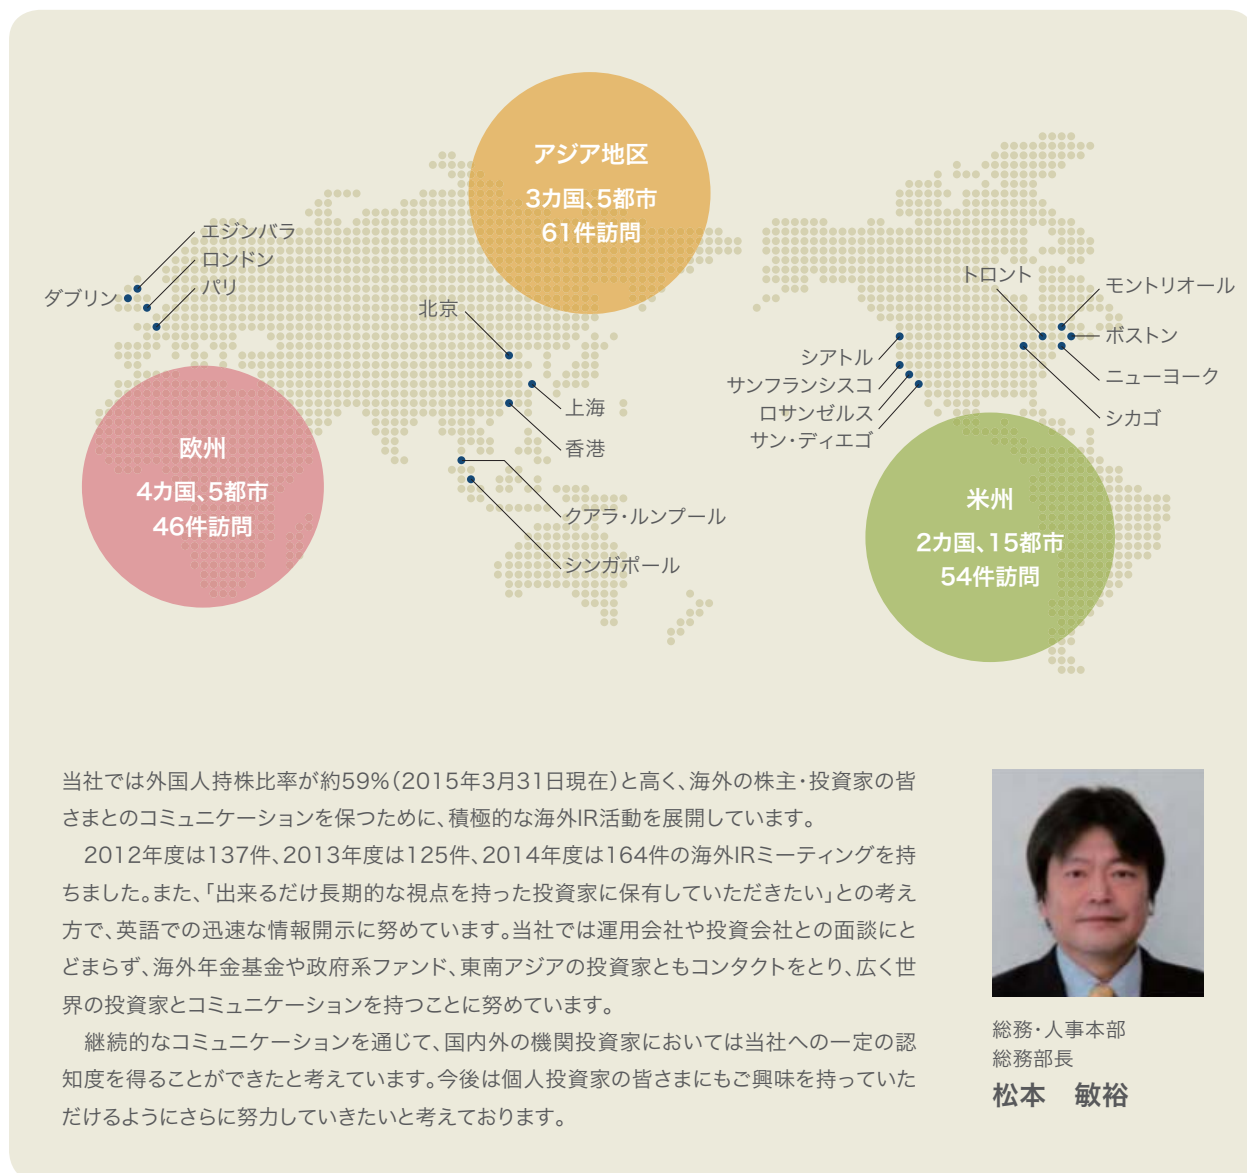 アジア地区
3カ国、5都市
61件訪問
エジンバラ
ロンドン
パリ
ダブリン
北京
上海
香港
クアラ・ルンプール
シンガポール
欧州
4カ国、5都市
46件訪問
トロント
モントリオール
ボストン
ニューヨーク
シカゴ
シアトル
サンフランシスコ
ロサンゼルス
サン・ディエゴ
米州
2カ国、15都市
54件訪問
当社では外国人持株比率が約59%(2015年3月31日現在)と高く、海外の株主・投資家の皆
さまとのコミュニケーションを保つために、積極的な海外IR活動を展開しています。
　2012年度は137件、2013年度は125件、2014年度は164件の海外IRミーティングを持
ちました。また、「出来るだけ長期的な視点を持った投資家に保有していただきたい」との考え
方で、英語での迅速な情報開示に努めています。当社では運用会社や投資会社との面談にと
どまらず、海外年金基金や政府系ファンド、東南アジアの投資家ともコンタクトをとり、広く世
界の投資家とコミュニケーションを持つことに努めています。
　継続的なコミュニケーションを通じて、国内外の機関投資家においては当社への一定の認
知度を得ることができたと考えています。今後は個人投資家の皆さまにもご興味を持っていた
だけるようにさらに努力していきたいと考えております。
総務・人事本部
総務部長
松本　敏裕